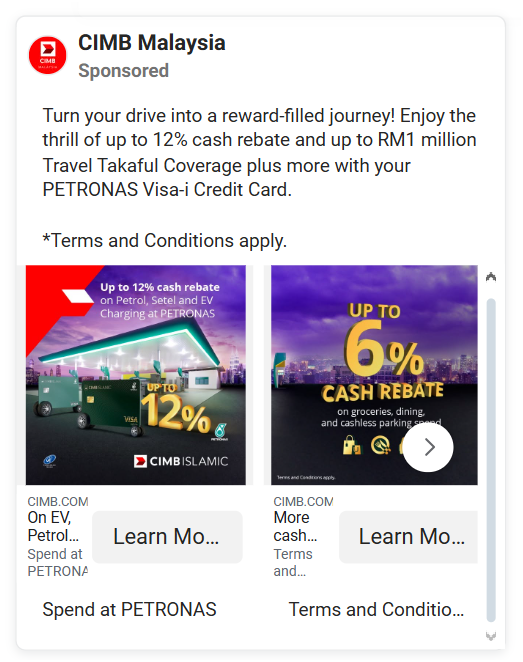 CIMB Malaysia
Sponsored
Turn your drive into a reward-filled journey! Enjoy the
thrill of up to 12% cash rebate and up to RM1 million
Travel Takaful Coverage plus more with your
PETRONAS Visa-i Credit Card.
*Terms and Conditions apply.
Up to 12% cash rebate
on Petrol, Setel and EV
Charging at PETRONAS
CIMB ISLAMIC
VISA
UP TO
12%
PETRONAS
CIMB ISLAMIC
UP TO
6%
CASH REBATE
on groceries, dining,
and cashless parking spend
Terms and Conditions apply.
CIMB.COM
On EV,
Petrol...
Spend at
PETRONA
Learn Mo...
CIMB.COM
More
cash...
Terms
and...
Learn Mo...
Spend at PETRONAS
Terms and Conditio...